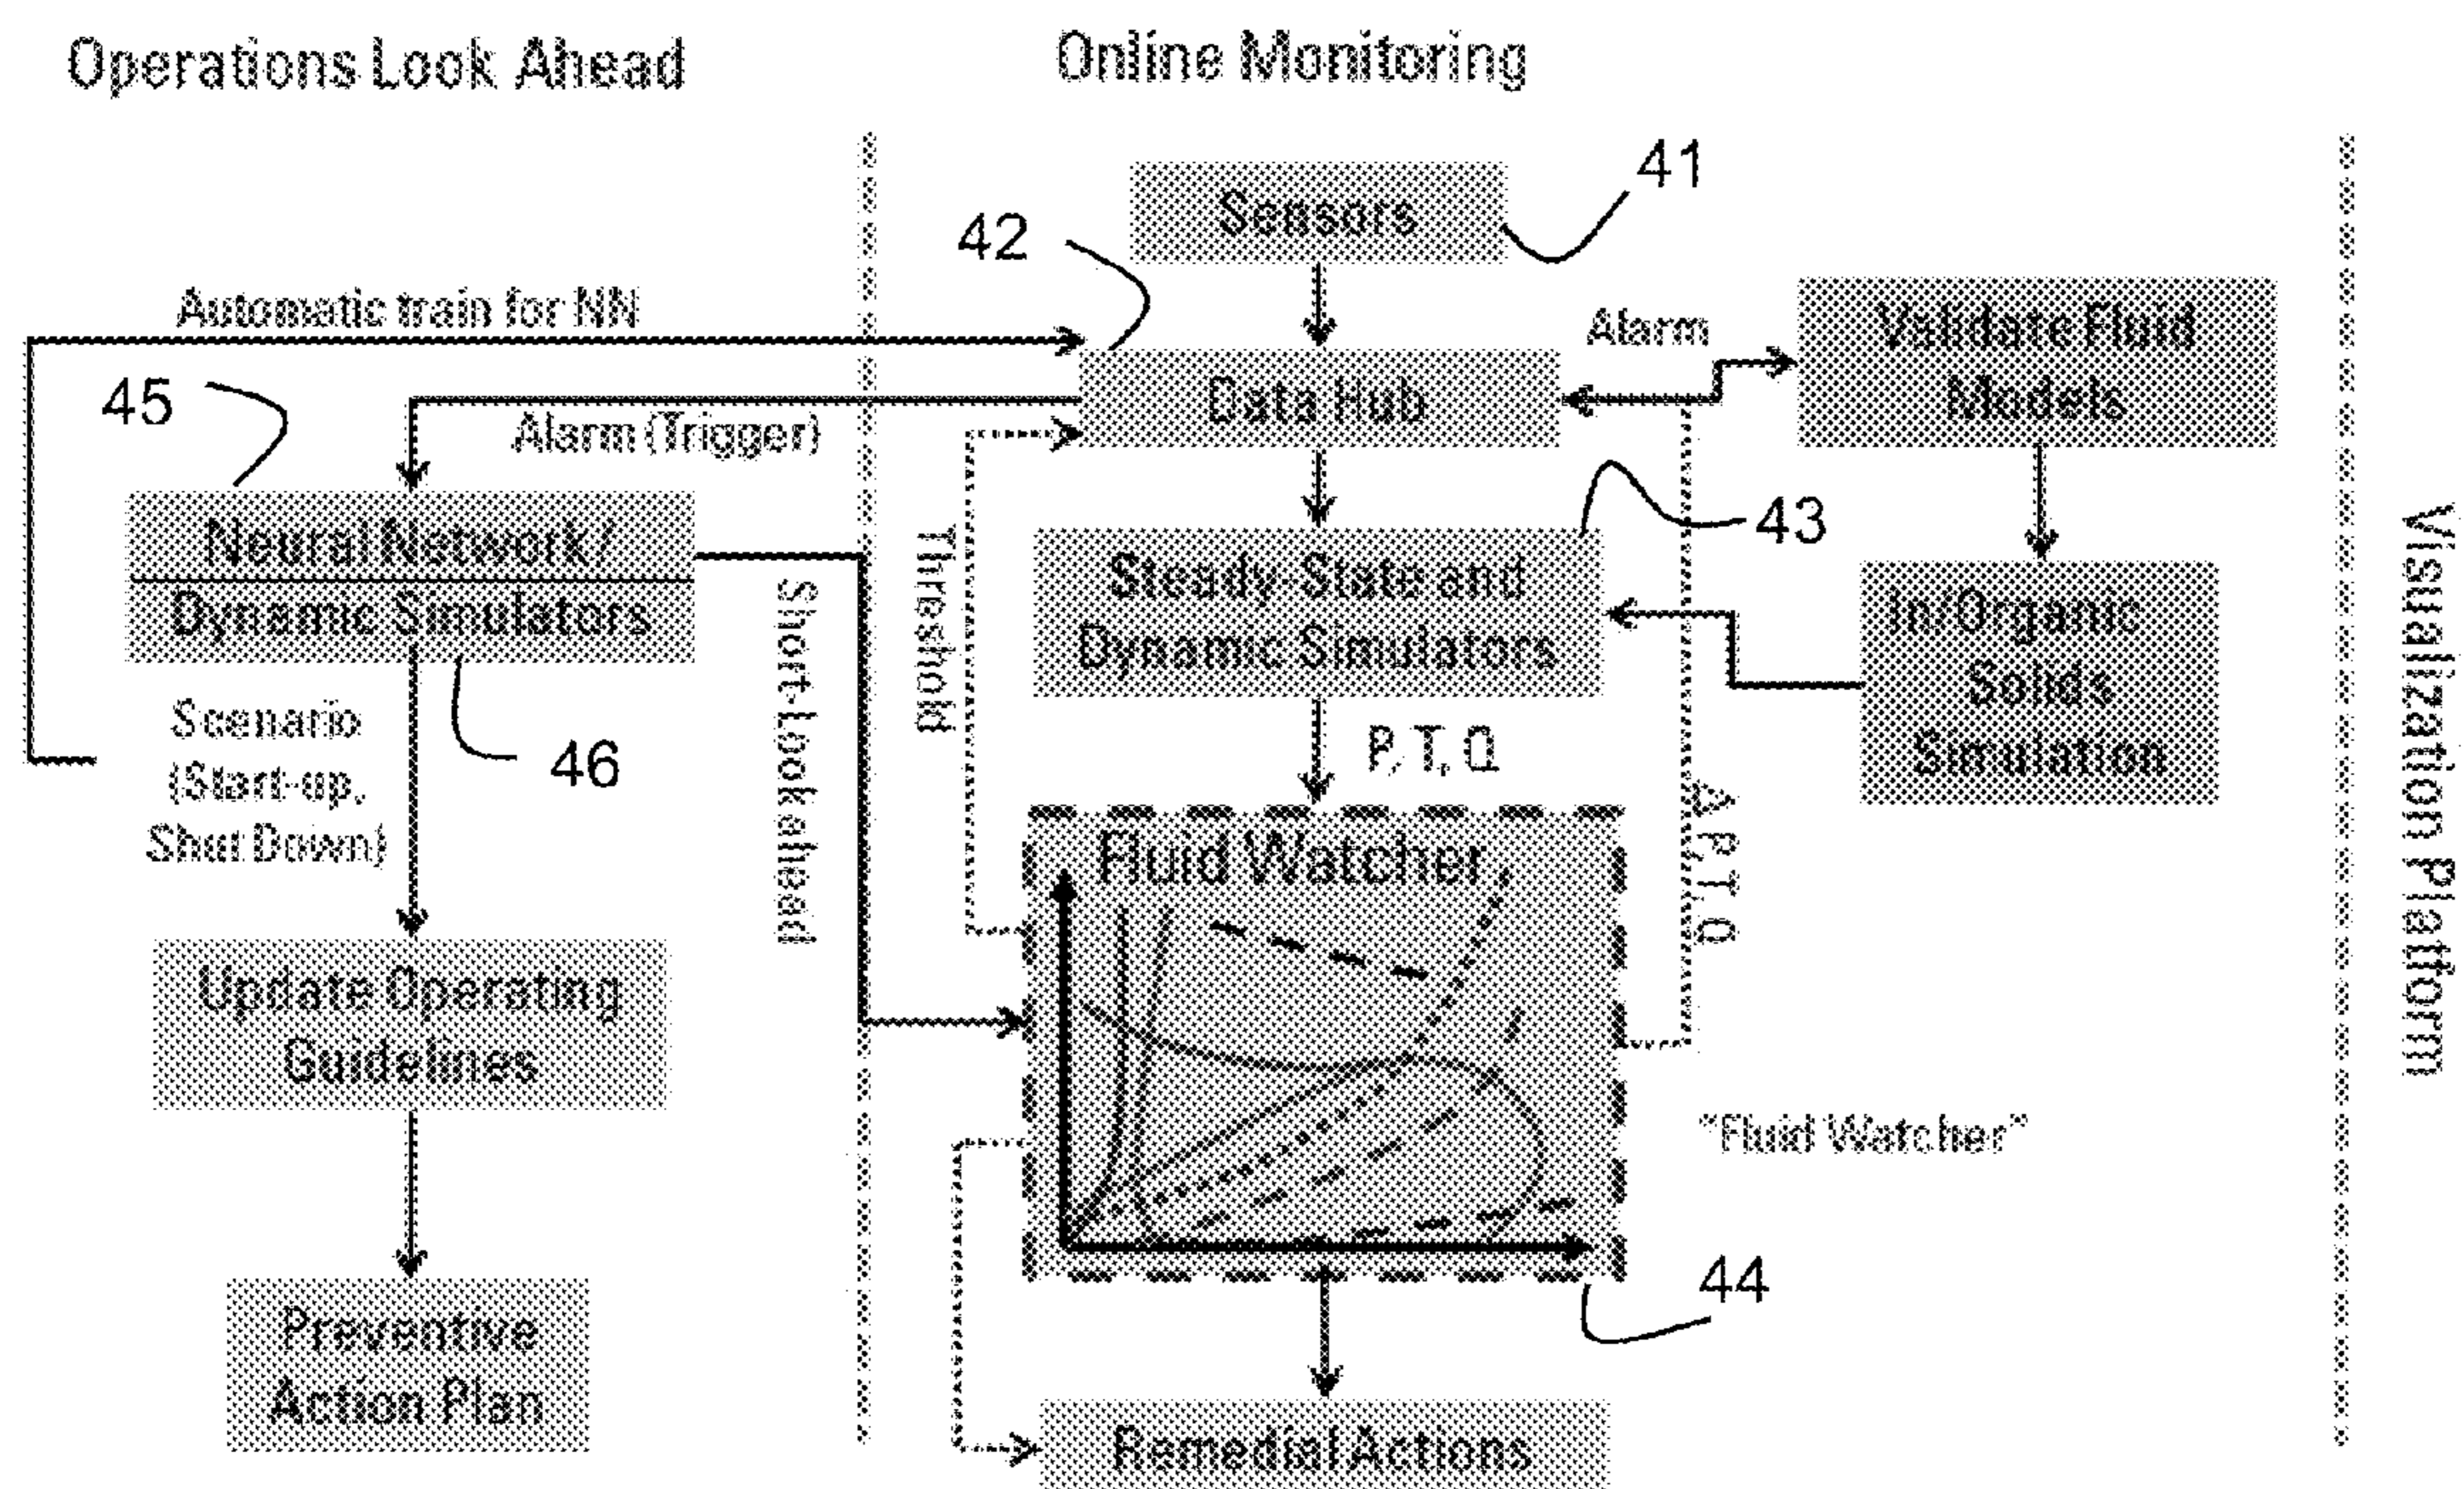 Operations Look Ahead
Online Monitoring
41
Sensors
42
Automatic train for NN
Alarm
Validate Fluid
Models
45
Data Hub
Alarm (Trigger)
43
Neural Network/
Dynamic Simulators
Short-Look ahead
Threshold
Steady-State and
Dynamic Simulators
In/Organic
Solids
Simulation
Visualization Platform
Scenario
(Start-up,
Shut Down)
46
P, T, Q
Δ P, T, Q
Fluid Watcher
Update Operating
Guidelines
"Fluid Watcher"
44
Preventive
Action Plan
Remedial Actions